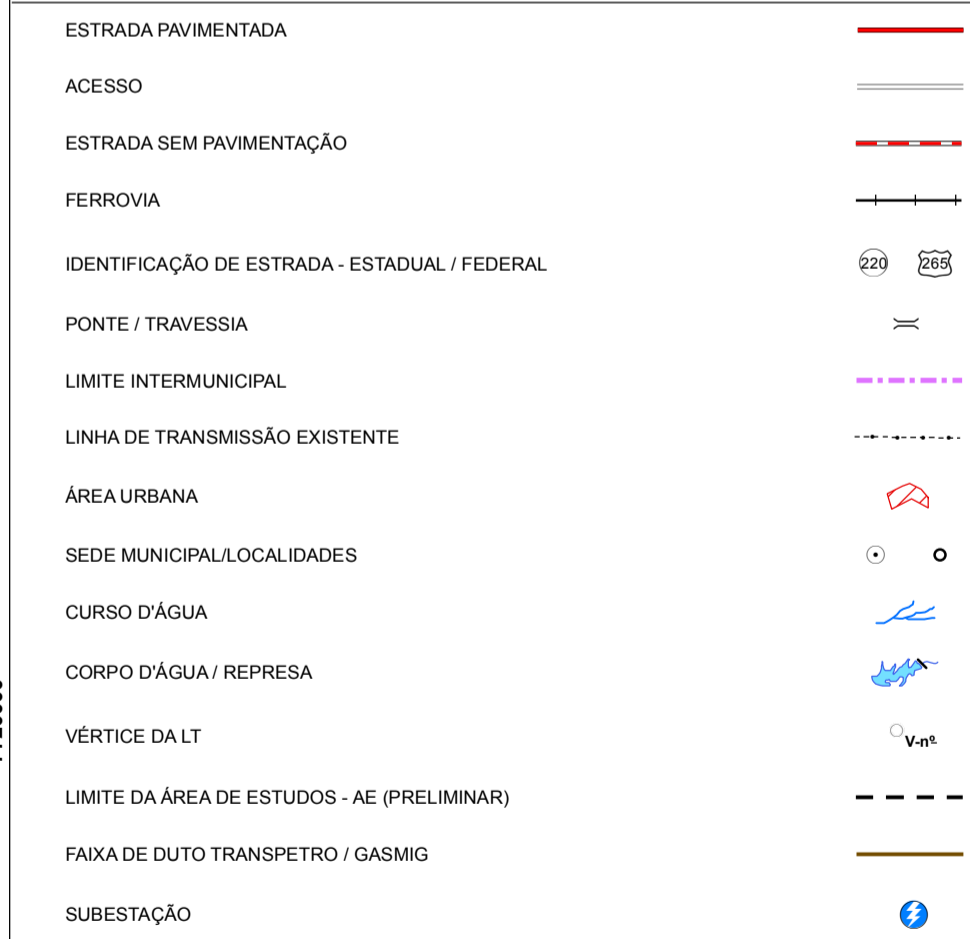 ESTRADA PAVIMENTADA
ACESSO
ESTRADA SEM PAVIMENTAÇÃO
FERROVIA
IDENTIFICAÇÃO DE ESTRADA - ESTADUAL / FEDERAL 220 265
PONTE / TRAVESSIA
LIMITE INTERMUNICIPAL
LINHA DE TRANSMISSÃO EXISTENTE
ÁREA URBANA
SEDE MUNICIPAL/LOCALIDADES
CURSO D'ÁGUA
CORPO D'ÁGUA / REPRESA
VÉRTICE DA LT V-nº
LIMITE DA ÁREA DE ESTUDOS - AE (PRELIMINAR)
FAIXA DE DUTO TRANSPETRO / GASMIG
SUBESTAÇÃO